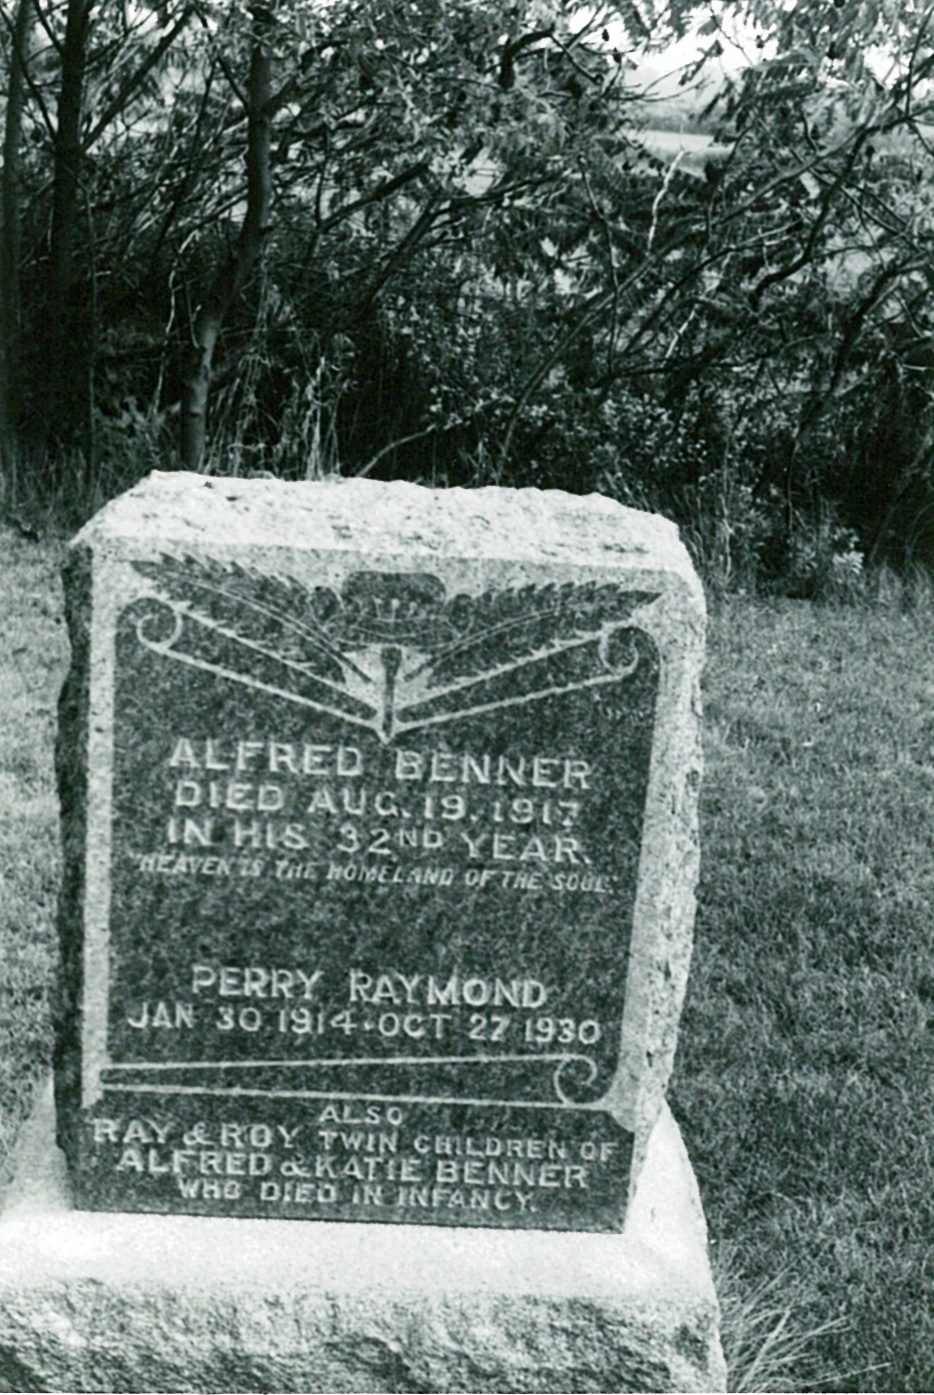 ALFRED BENNER
DIED AUG. 19, 1917
IN HIS 32ND YEAR.
"HEAVEN IS THE HOMELAND OF THE SOUL."
PERRY RAYMOND
JAN 30 1914 · OCT 27 1930
ALSO
RAY & ROY TWIN CHILDREN OF
ALFRED & KATIE BENNER
WHO DIED IN INFANCY.